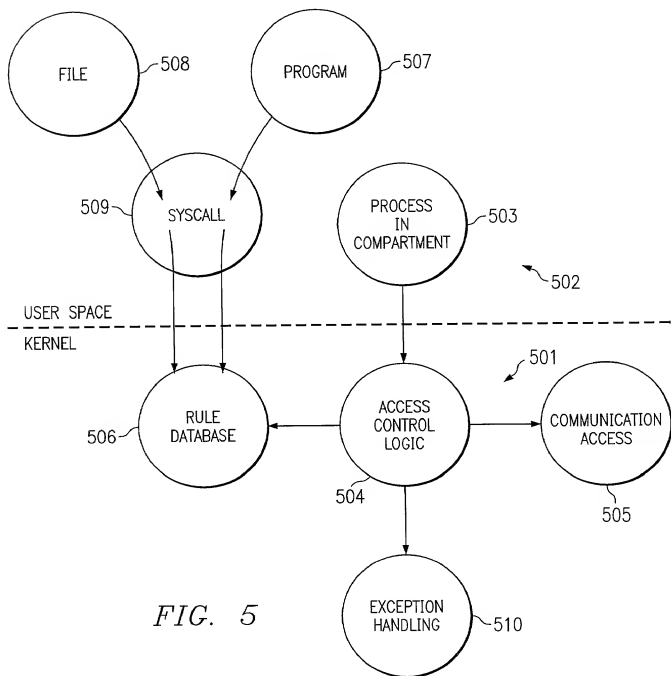 508
507
FILE
PROGRAM
509
SYSCALL
PROCESS
IN
COMPARTMENT
503
502
USER SPACE
KERNEL
501
506
RULE
DATABASE
ACCESS
CONTROL
LOGIC
COMMUNICATION
ACCESS
504
505
FIG. 5
EXCEPTION
HANDLING
510